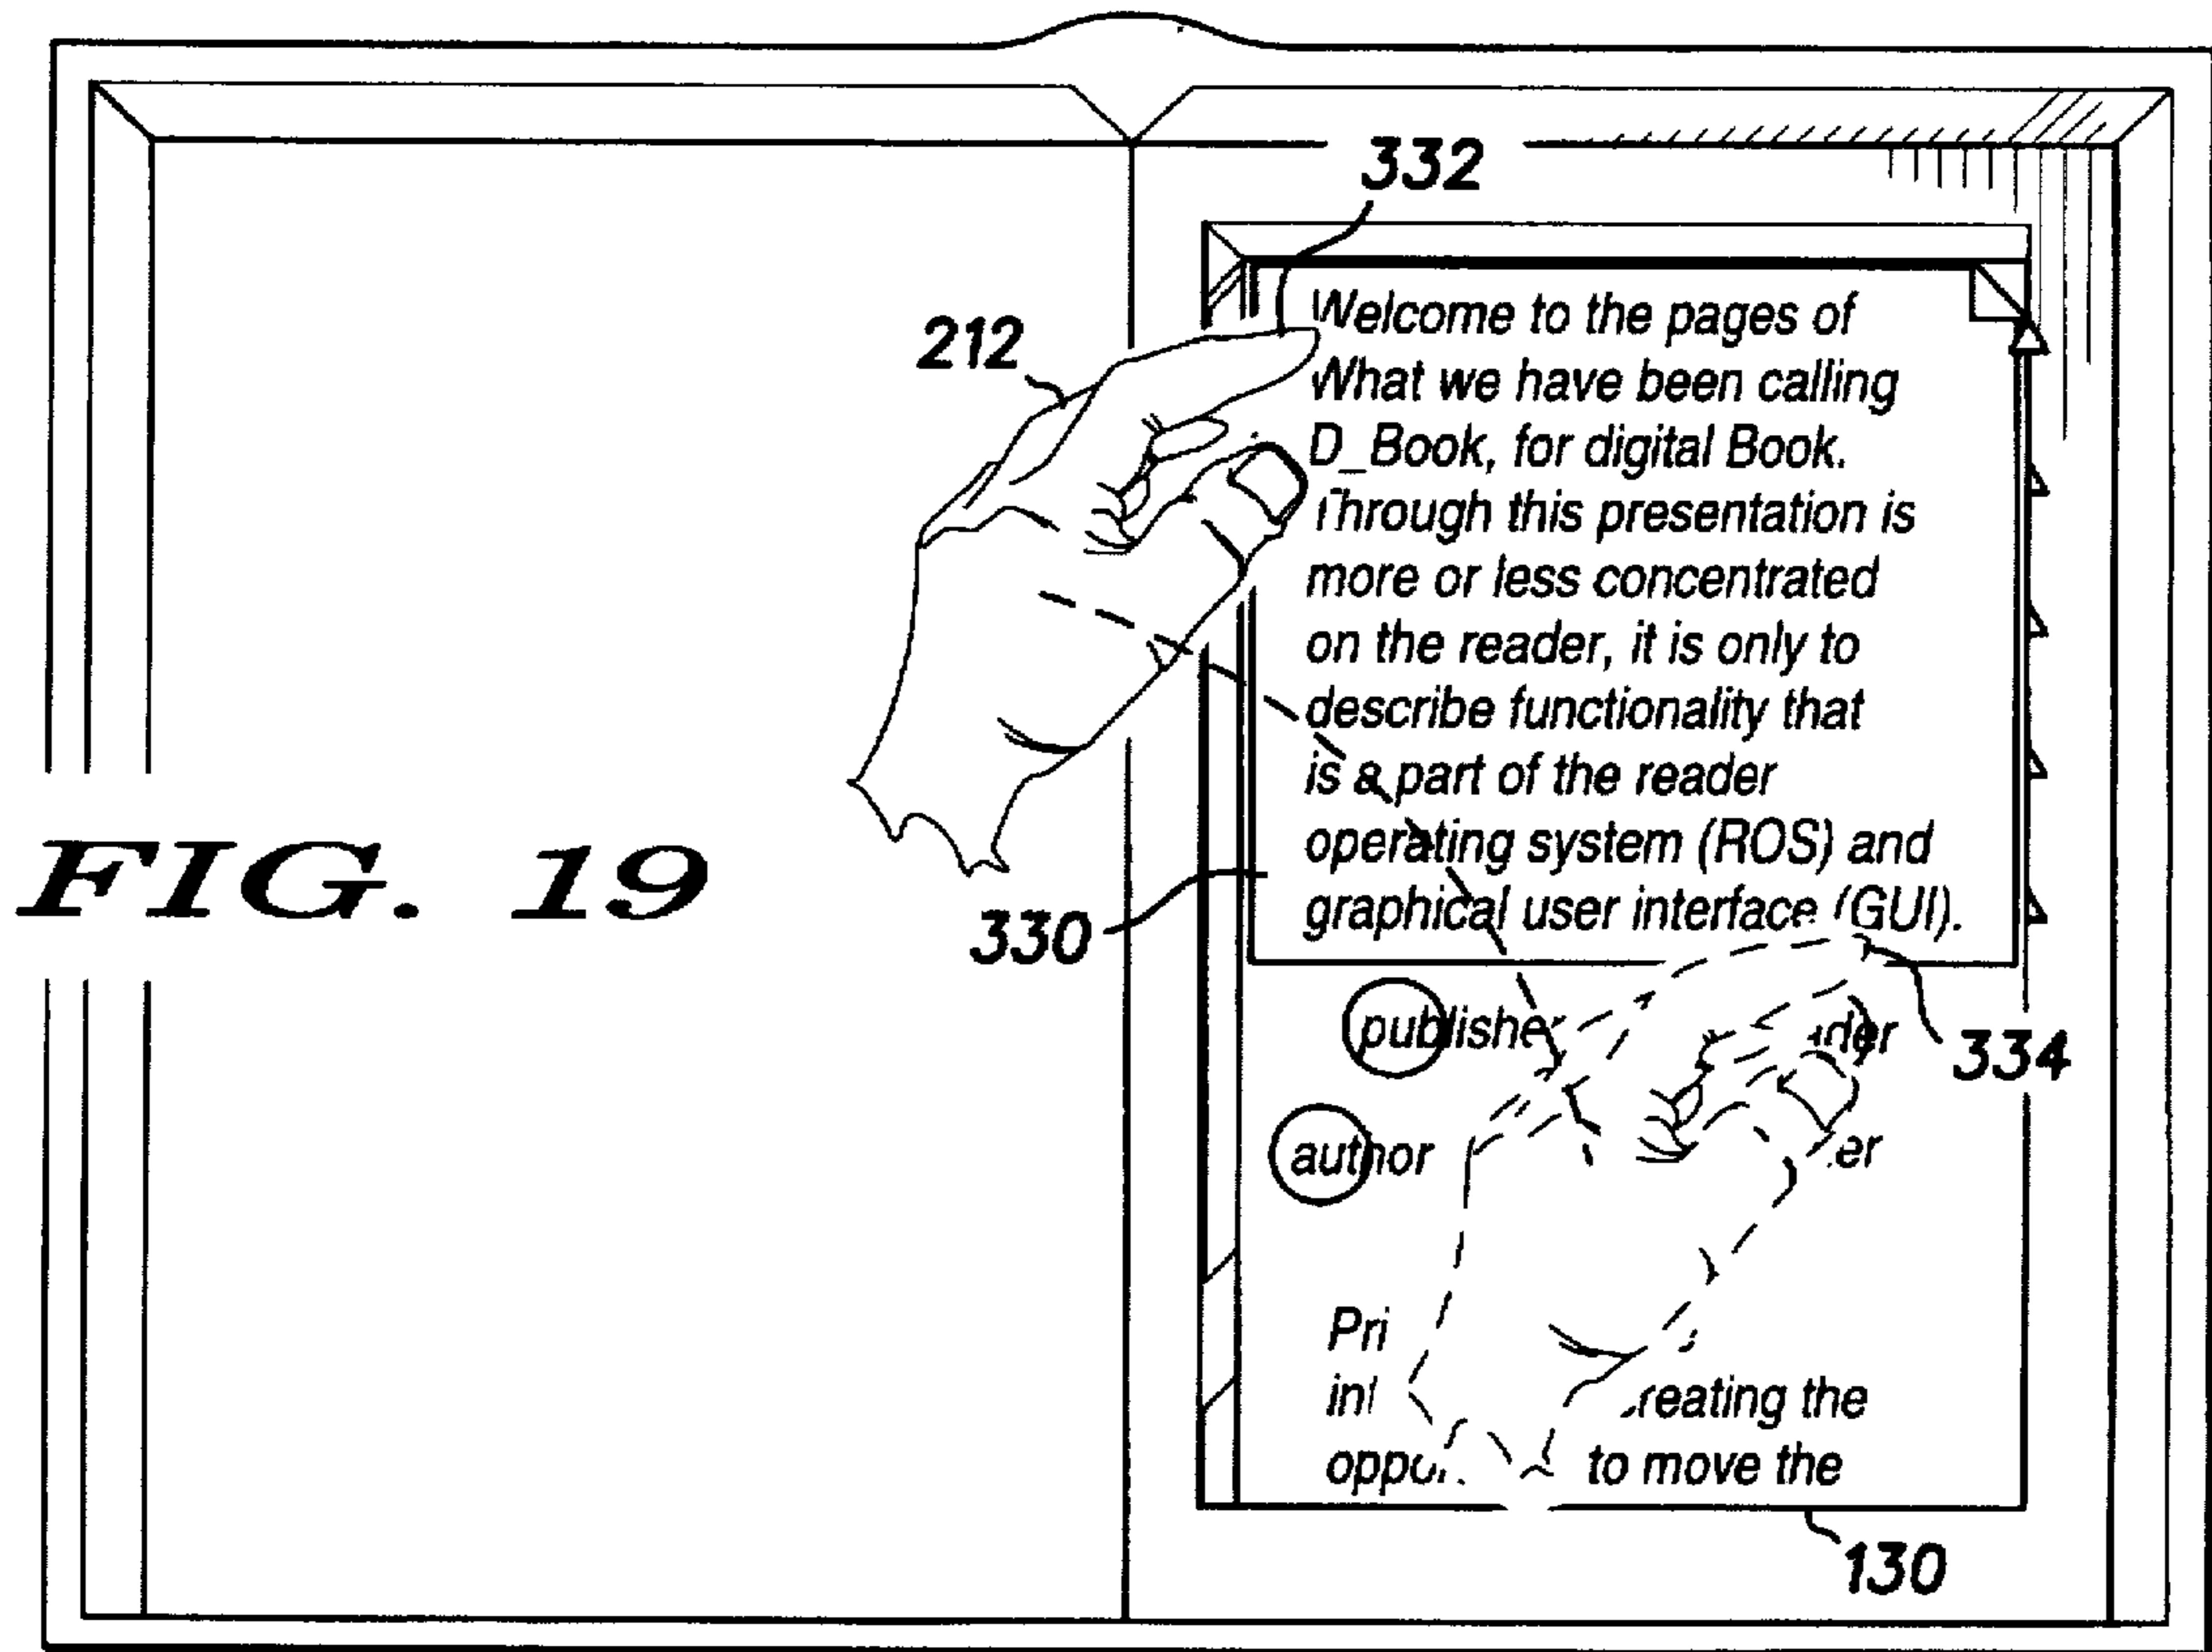 332
212
Welcome to the pages of
What we have been calling
D_Book, for digital Book.
Through this presentation is
more or less concentrated
on the reader, it is only to
describe functionality that
is a part of the reader
operating system (ROS) and
graphical user interface (GUI).
FIG. 19
330
publisher
334
author
Pri
creating the
to move the
130